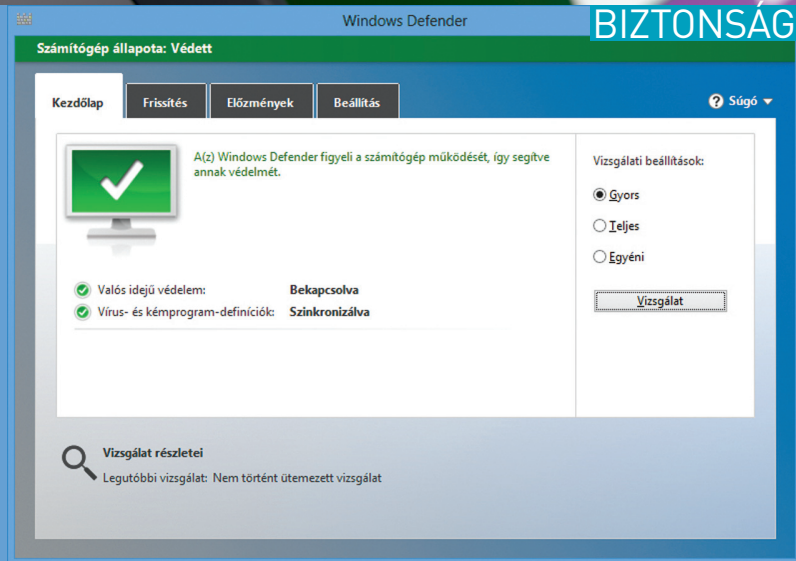 Windows Defender
BIZTONSÁG
Számítógép állapota: Védett
Kezdőlap
Frissítés
Előzmények
Beállítás
Súgó
A(z) Windows Defender figyeli a számítógép működését, így segítve
annak védelmét.
Valós idejű védelem: Bekapcsolva
Vírus- és kémprogram-definíciók: Szinkronizálva
Vizsgálati beállítások:
Gyors
Teljes
Egyéni
Vizsgálat
Vizsgálat részletei
Legutóbbi vizsgálat: Nem történt ütemezett vizsgálat